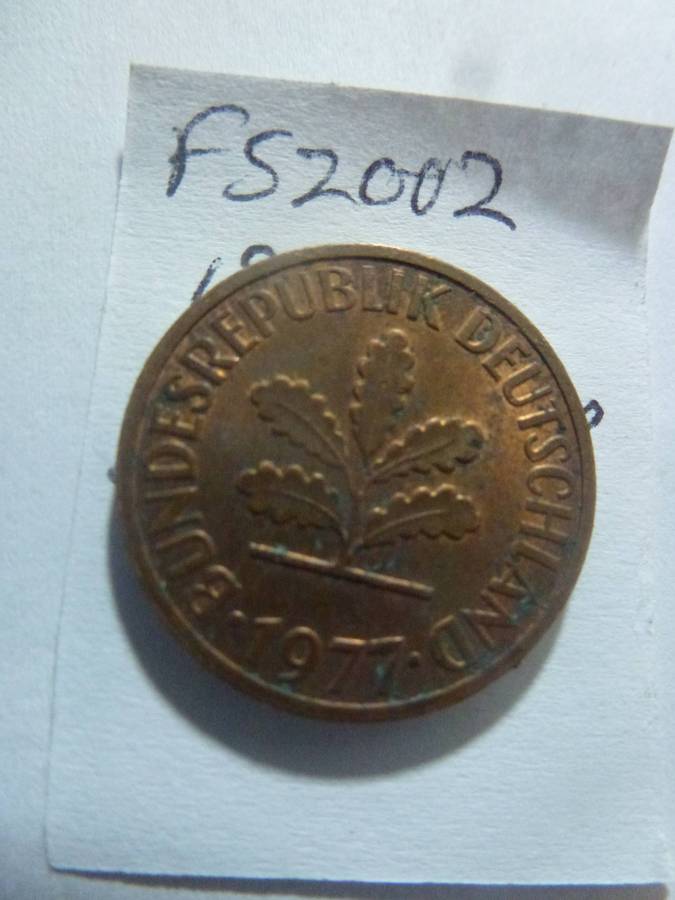 FS2002
BUNDESREPUBLIK DEUTSCHLAND
· 1977 ·